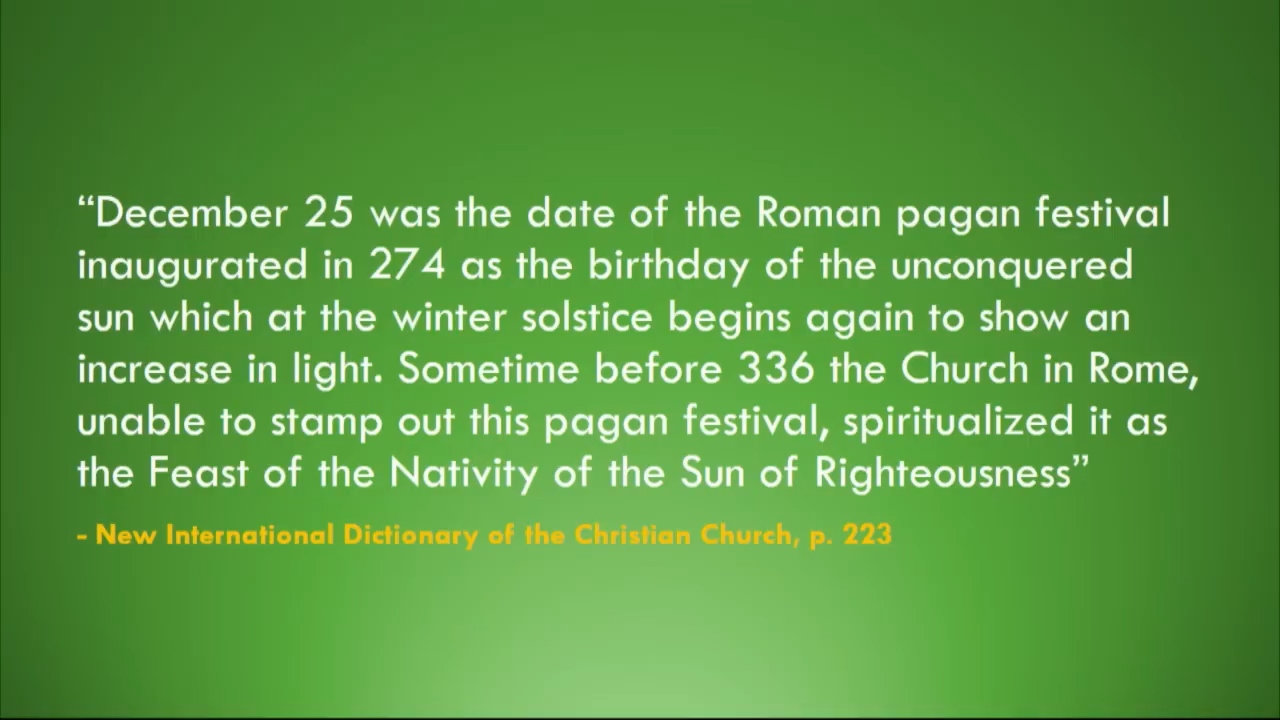 “December 25 was the date of the Roman pagan festival
inaugurated in 274 as the birthday of the unconquered
sun which at the winter solstice begins again to show an
increase in light. Sometime before 336 the Church in Rome,
unable to stamp out this pagan festival, spiritualized it as
the Feast of the Nativity of the Sun of Righteousness”
- New International Dictionary of the Christian Church, p. 223